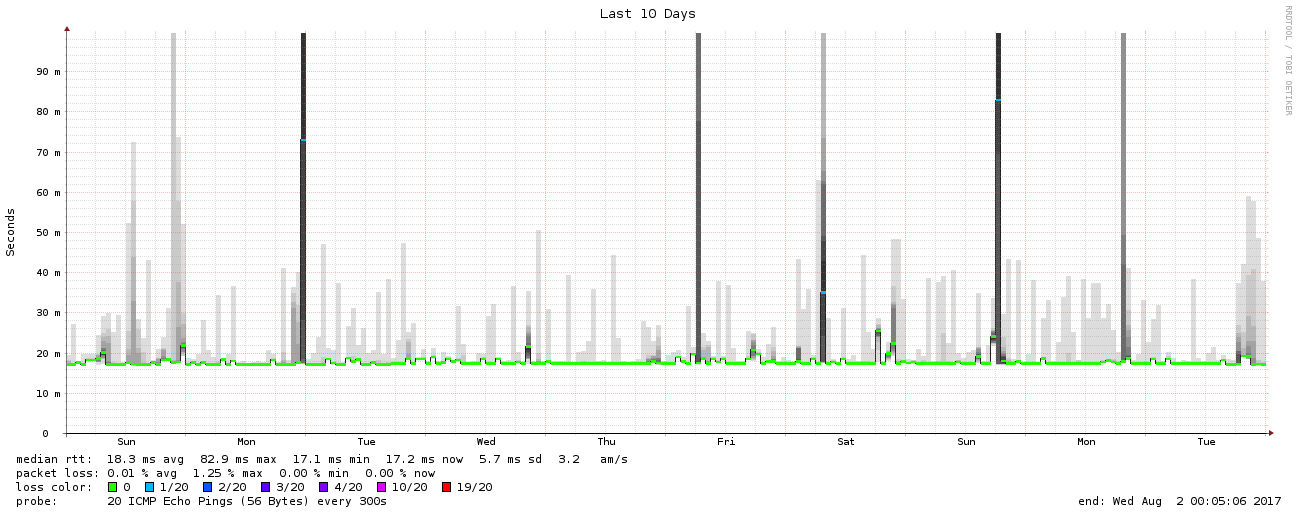 Last 10 Days
RRDTOOL / TOBI OETIKER
Seconds
90 m
80 m
70 m
60 m
50 m
40 m
30 m
20 m
10 m
0
Sun Mon Tue Wed Thu Fri Sat Sun Mon Tue
median rtt: 18.3 ms avg 82.9 ms max 17.1 ms min 17.2 ms now 5.7 ms sd 3.2 am/s
packet loss: 0.01 % avg 1.25 % max 0.00 % min 0.00 % now
loss color: 0 1/20 2/20 3/20 4/20 10/20 19/20
probe: 20 ICMP Echo Pings (56 Bytes) every 300s end: Wed Aug 2 00:05:06 2017